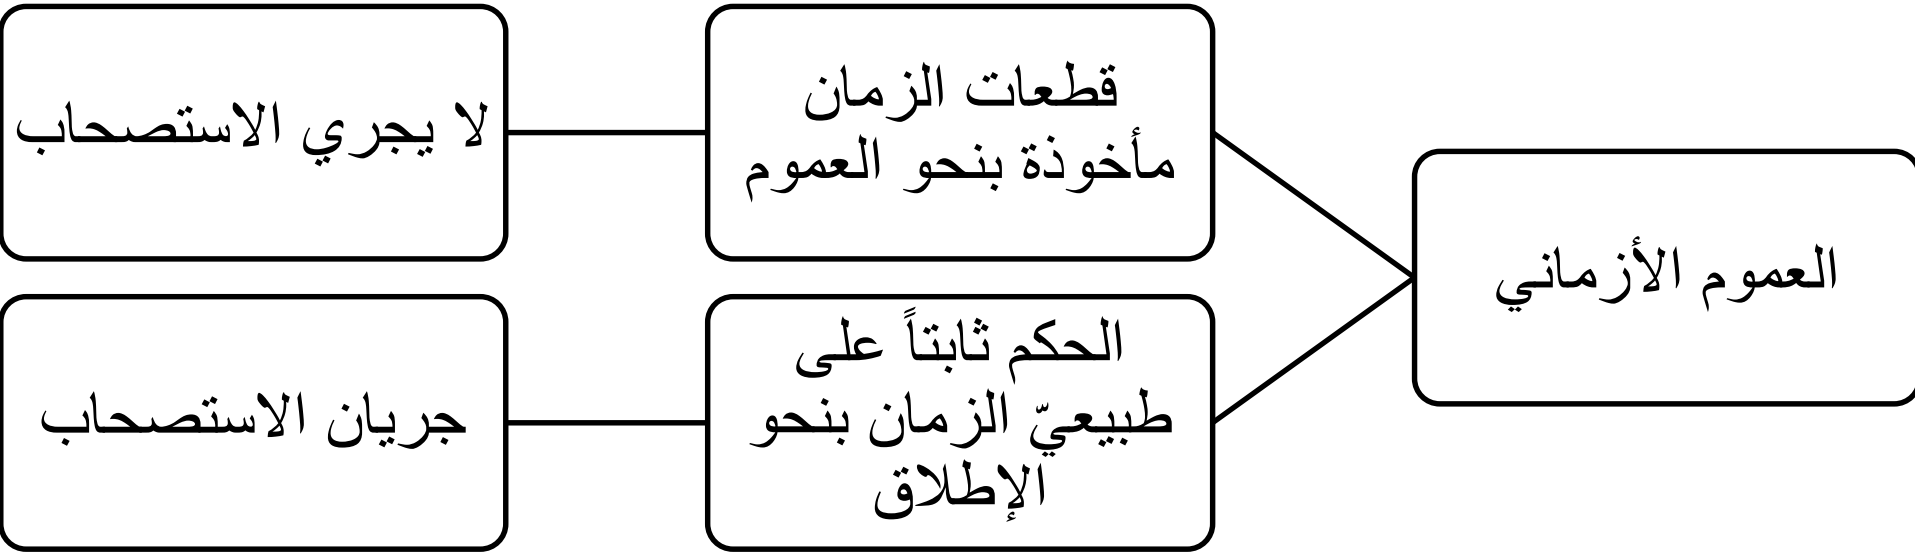 العموم الأزماني
قطعات الزمان
مأخوذة بنحو العموم
لا يجري الاستصحاب
الحكم ثابتاً على
طبيعيّ الزمان بنحو
الإطلاق
جريان الاستصحاب